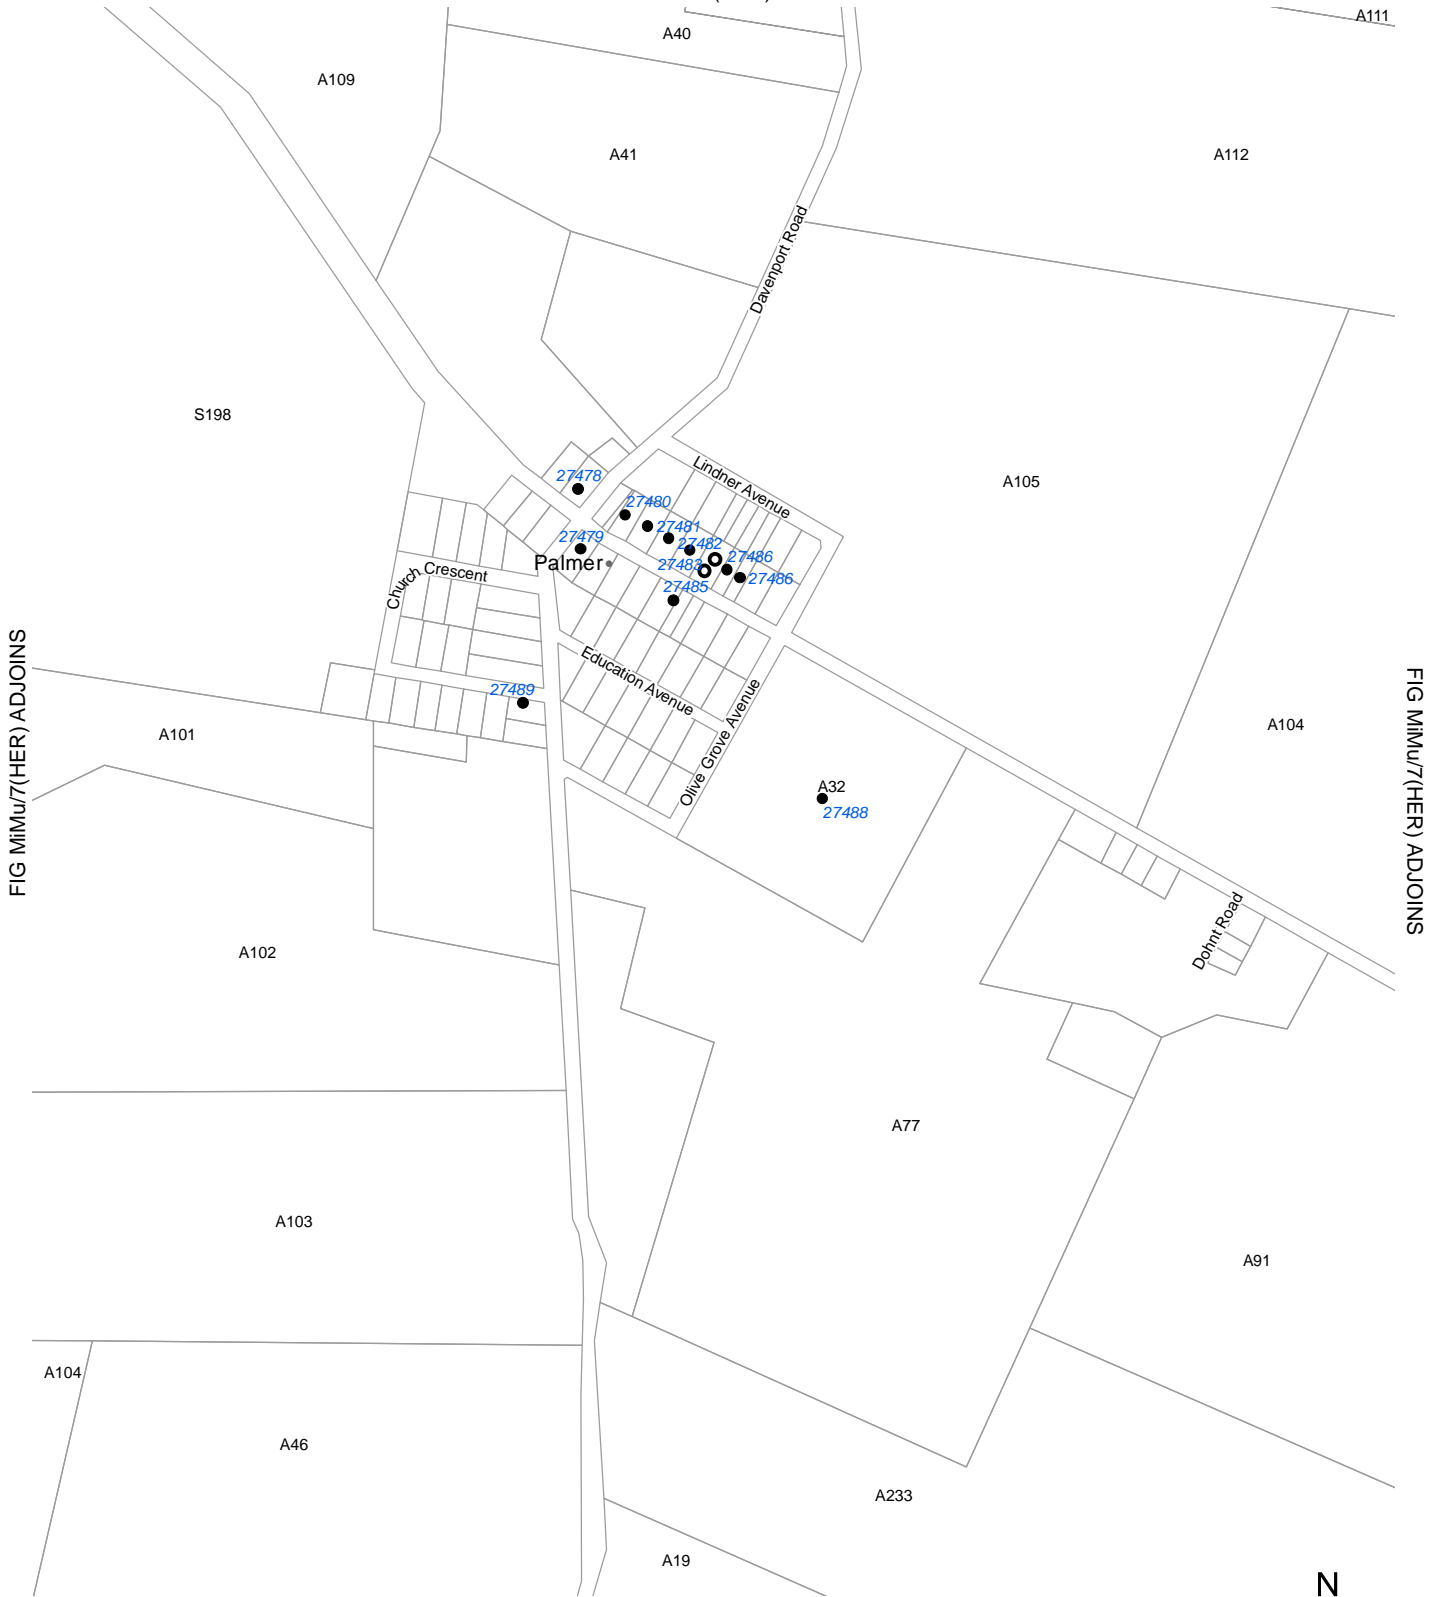 A111
A40
A109
A41
A112
Davenport Road
S198
Lindner Avenue
27478
A105
27480
27481
27479
27482
Palmer
27483
27486
Church Crescent
27486
27485
Education Avenue
27489
Olive Grove Avenue
FIG MiMu/7(HER) ADJOINS
FIG MiMu/7(HER) ADJOINS
A101
A104
A32
27488
Dohnt Road
A102
A77
A103
A91
A104
A46
A233
A19
N